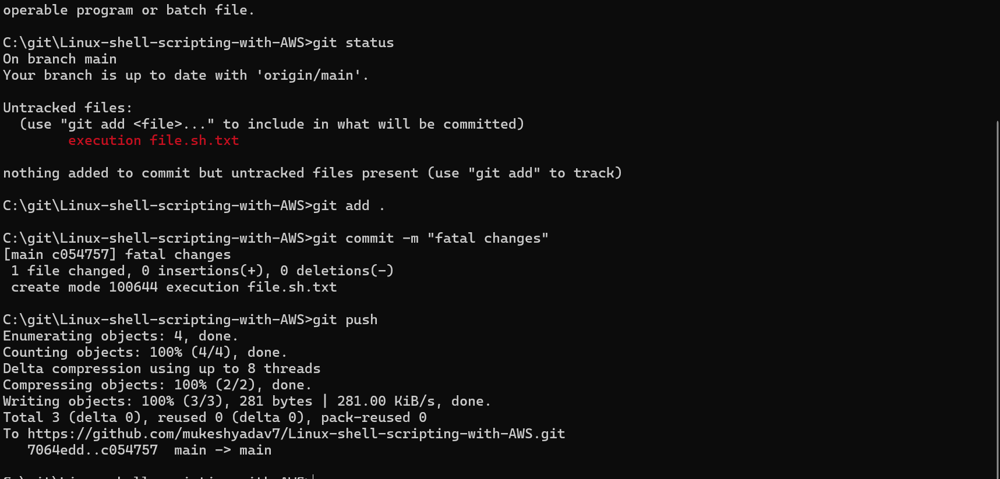 operable program or batch file.
C:\git\Linux-shell-scripting-with-AWS>git status
On branch main
Your branch is up to date with 'origin/main'.
Untracked files:
  (use "git add <file>..." to include in what will be committed)
        execution file.sh.txt
nothing added to commit but untracked files present (use "git add" to track)
C:\git\Linux-shell-scripting-with-AWS>git add .
C:\git\Linux-shell-scripting-with-AWS>git commit -m "fatal changes"
[main c054757] fatal changes
 1 file changed, 0 insertions(+), 0 deletions(-)
 create mode 100644 execution file.sh.txt
C:\git\Linux-shell-scripting-with-AWS>git push
Enumerating objects: 4, done.
Counting objects: 100% (4/4), done.
Delta compression using up to 8 threads
Compressing objects: 100% (2/2), done.
Writing objects: 100% (3/3), 281 bytes | 281.00 KiB/s, done.
Total 3 (delta 0), reused 0 (delta 0), pack-reused 0
To https://github.com/mukeshyadav7/Linux-shell-scripting-with-AWS.git
   7064edd..c054757  main -> main